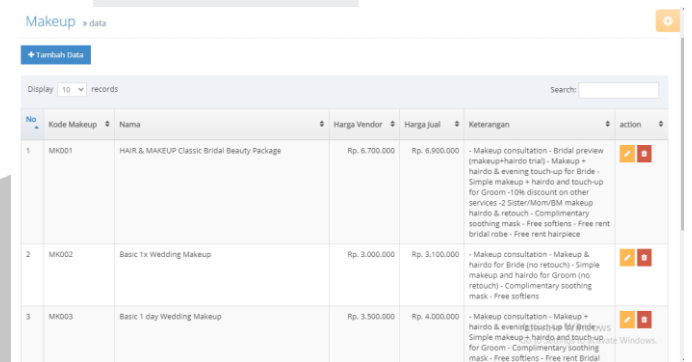 Makeup » data
+ Tambah Data
Display 10 records Search:
No Kode Makeup Nama Harga Vendor Harga Jual Keterangan action
1 MK001 HAIR & MAKEUP Classic Bridal Beauty Package Rp. 6.700.000 Rp. 6.900.000 - Makeup consultation - Bridal preview
(makeup+hairdo trial) - Makeup +
hairdo & evening touch-up for Bride -
Simple makeup + hairdo and touch-up
for Groom -10% discount on other
services -2 Sister/Mom/BM makeup
hairdo & retouch - Complimentary
soothing mask - Free softlens - Free rent
bridal robe - Free rent hairpiece
2 MK002 Basic 1x Wedding Makeup Rp. 3.000.000 Rp. 3.100.000 - Makeup consultation - Makeup &
hairdo for Bride (no retouch) - Simple
makeup and hairdo for Groom (no
retouch) - Complimentary soothing
mask - Free softlens
3 MK003 Basic 1 day Wedding Makeup Rp. 3.500.000 Rp. 4.000.000 - Makeup consultation - Makeup +
hairdo & evening touch-up for Bride -
Simple makeup + hairdo and touch-up
for Groom - Complimentary soothing
mask - Free softlens - Free rent Bridal
Windows
Windows.